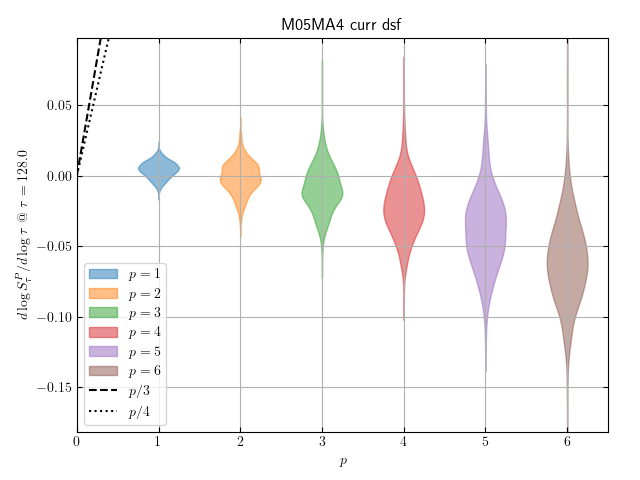 M05MA4 curr dsf
d log S_τ^P / d log τ @ τ = 128.0
0.05
0.00
−0.05
−0.10
−0.15
p = 1
p = 2
p = 3
p = 4
p = 5
p = 6
p/3
p/4
0 1 2 3 4 5 6
p